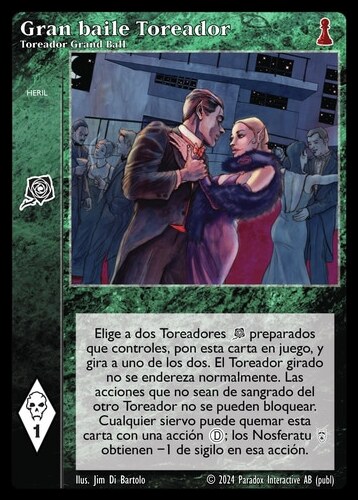 Gran baile Toreador
Toreador Grand Ball
HERIL
Elige a dos Toreadores preparados
que controles, pon esta carta en juego, y
gira a uno de los dos. El Toreador girado
no se endereza normalmente. Las
acciones que no sean de sangrado del
otro Toreador no se pueden bloquear.
Cualquier siervo puede quemar esta
carta con una acción Ⓓ; los Nosferatu
obtienen −1 de sigilo en esa acción.
1
Ilus. Jim Di Bartolo © 2024 Paradox Interactive AB (publ)